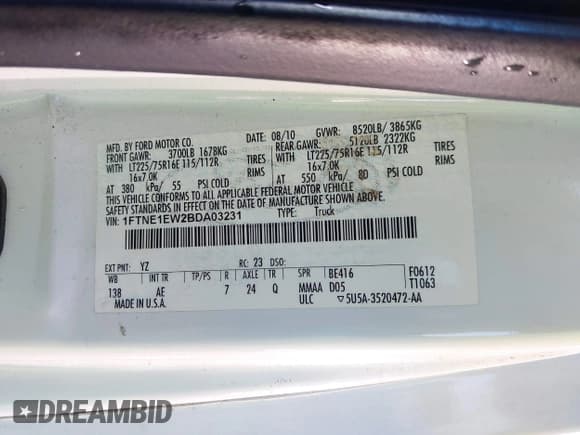 MFD. BY FORD MOTOR CO. 08/10 GVWR: 8520LB/ 3865KG
FRONT GAWR: 3700LB 1678KG REAR GAWR: 5120LB 2322KG
WITH LT225/75R16E 115/112R TIRES WITH LT225/75R16E 115/112R TIRES
16x7.0K RIMS 16x7.0K RIMS
AT 380 kPa/ 55 PSI COLD AT 550 kPa/ 80 PSI COLD
THIS VEHICLE CONFORMS TO ALL APPLICABLE FEDERAL MOTOR VEHICLE
SAFETY AND THEFT PREVENTION STANDARDS IN EFFECT ON THE DATE OF
MANUFACTURE SHOWN ABOVE.
VIN: 1FTNE1EW2BDA03231 TYPE: Truck
EXT PNT: YZ RC: 23 DSO:
WB INT TR TP/PS R AXLE TR SPR BE416 F0612
138 AE 7 24 Q MMAA D05 T1063
MADE IN U.S.A. ULC ▽5U5A-3520472-AA
DREAMBID